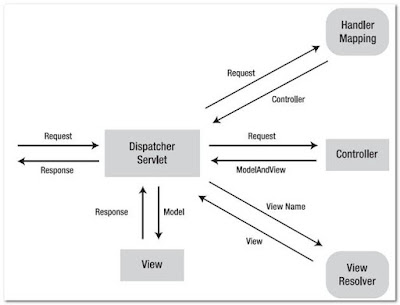 Handler
Mapping
Request
Controller
Request
Response
Dispatcher
Servlet
Request
ModelAndView
Controller
Response
Model
View Name
View
View
View
Resolver